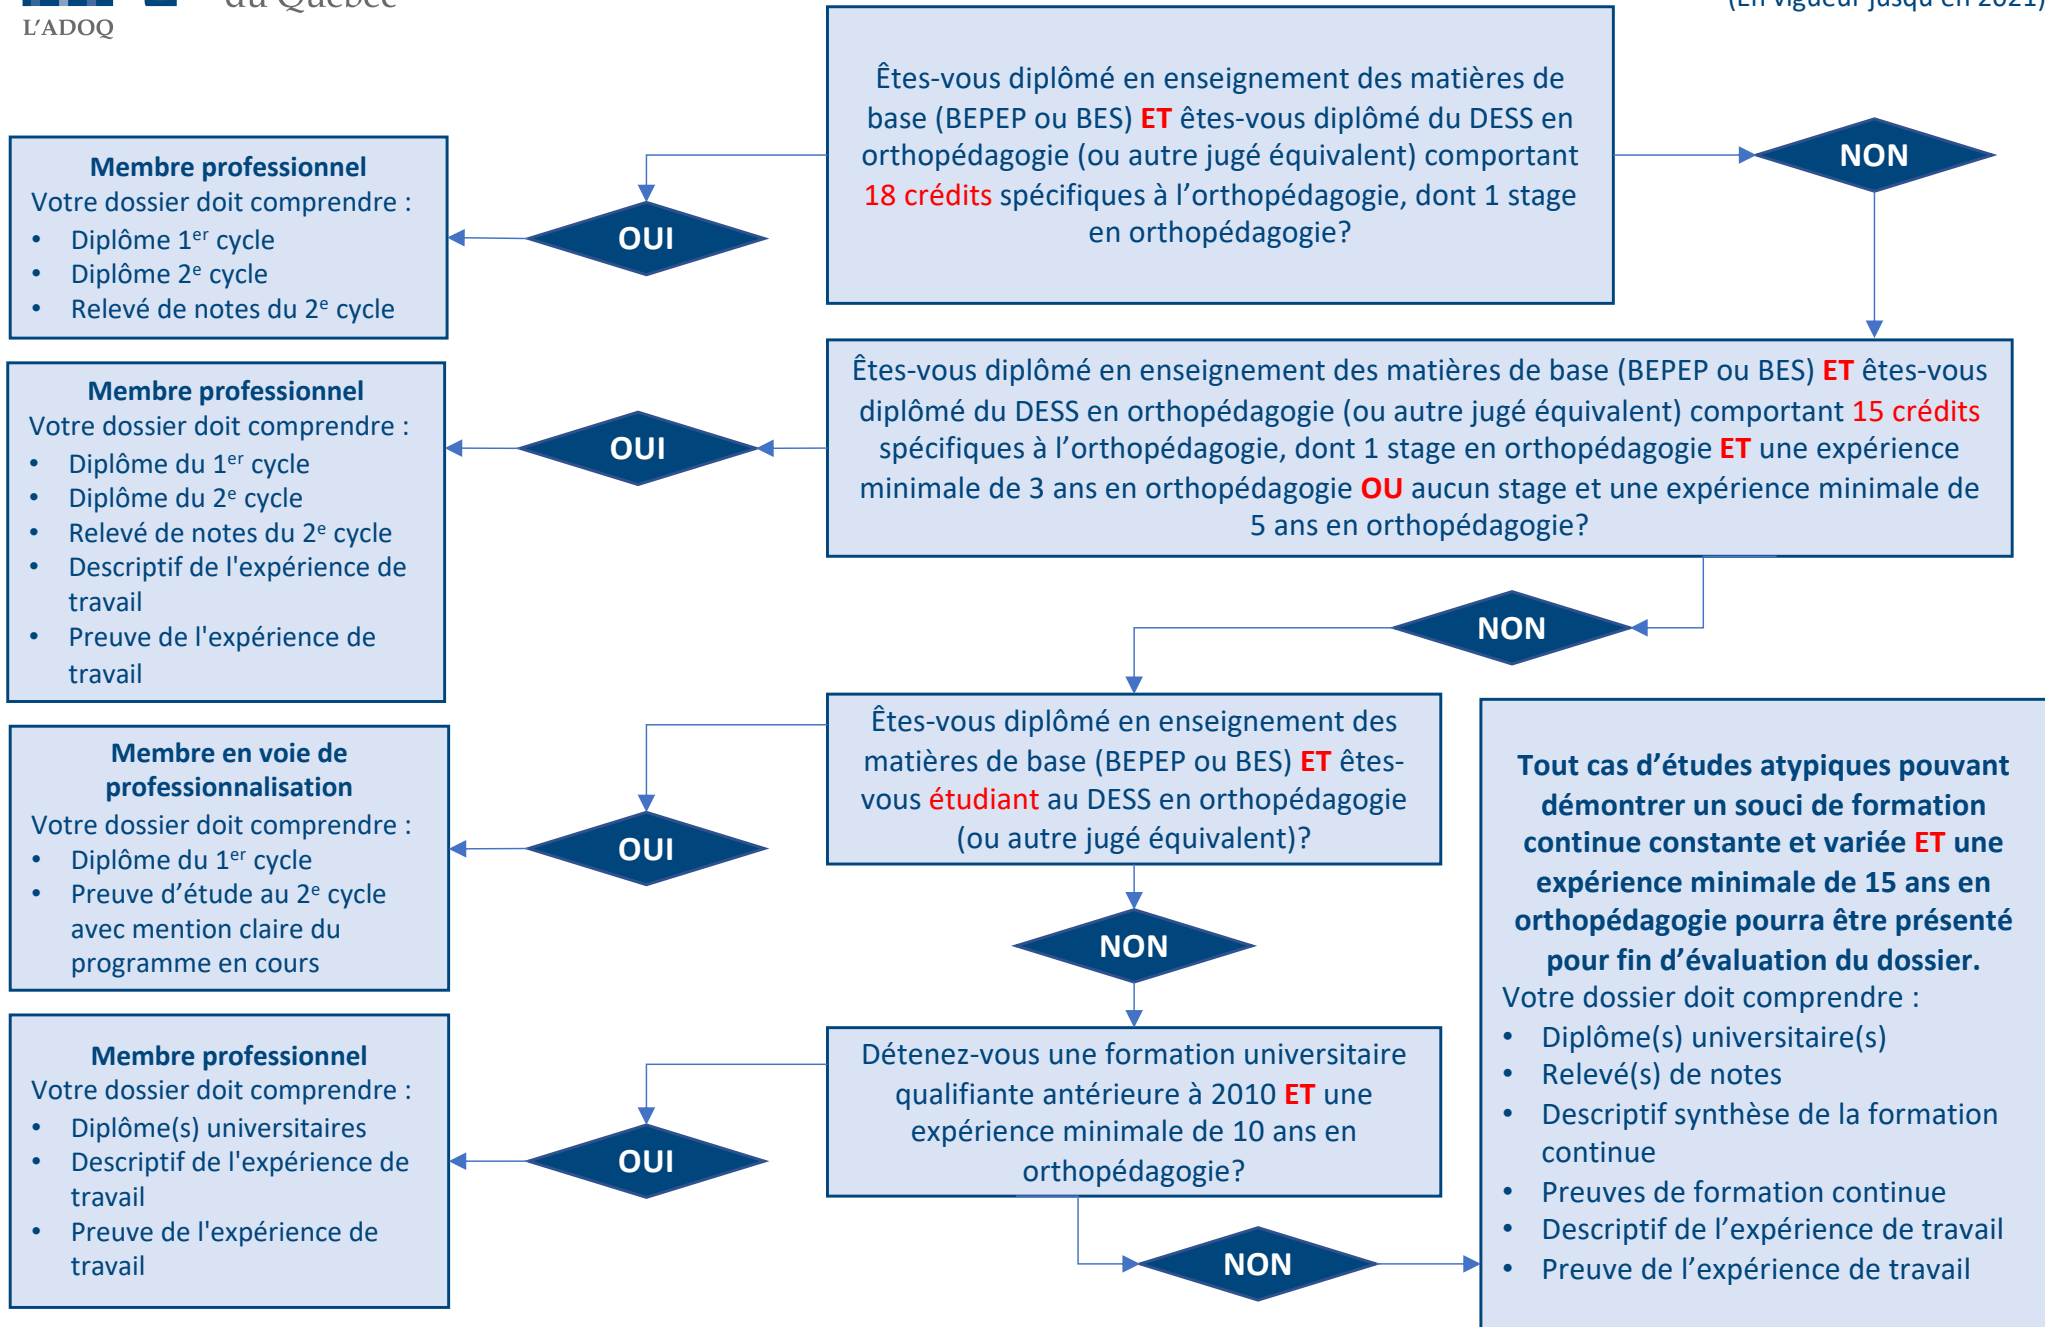 du Québec
L'ADOQ
(En vigueur jusqu'en 2021)
Êtes-vous diplômé en enseignement des matières de
base (BEPEP ou BES) ET êtes-vous diplômé du DESS en
orthopédagogie (ou autre jugé équivalent) comportant
18 crédits spécifiques à l’orthopédagogie, dont 1 stage
en orthopédagogie?
NON
OUI
Membre professionnel
Votre dossier doit comprendre :
• Diplôme 1er cycle
• Diplôme 2e cycle
• Relevé de notes du 2e cycle
Êtes-vous diplômé en enseignement des matières de base (BEPEP ou BES) ET êtes-vous
diplômé du DESS en orthopédagogie (ou autre jugé équivalent) comportant 15 crédits
spécifiques à l’orthopédagogie, dont 1 stage en orthopédagogie ET une expérience
minimale de 3 ans en orthopédagogie OU aucun stage et une expérience minimale de
5 ans en orthopédagogie?
OUI
Membre professionnel
Votre dossier doit comprendre :
• Diplôme du 1er cycle
• Diplôme du 2e cycle
• Relevé de notes du 2e cycle
• Descriptif de l'expérience de
travail
• Preuve de l'expérience de
travail
NON
Êtes-vous diplômé en enseignement des
matières de base (BEPEP ou BES) ET êtes-
vous étudiant au DESS en orthopédagogie
(ou autre jugé équivalent)?
OUI
Membre en voie de
professionnalisation
Votre dossier doit comprendre :
• Diplôme du 1er cycle
• Preuve d’étude au 2e cycle
avec mention claire du
programme en cours
NON
Détenez-vous une formation universitaire
qualifiante antérieure à 2010 ET une
expérience minimale de 10 ans en
orthopédagogie?
OUI
Membre professionnel
Votre dossier doit comprendre :
• Diplôme(s) universitaires
• Descriptif de l'expérience de
travail
• Preuve de l'expérience de
travail
NON
Tout cas d’études atypiques pouvant
démontrer un souci de formation
continue constante et variée ET une
expérience minimale de 15 ans en
orthopédagogie pourra être présenté
pour fin d’évaluation du dossier.
Votre dossier doit comprendre :
• Diplôme(s) universitaire(s)
• Relevé(s) de notes
• Descriptif synthèse de la formation
continue
• Preuves de formation continue
• Descriptif de l’expérience de travail
• Preuve de l’expérience de travail